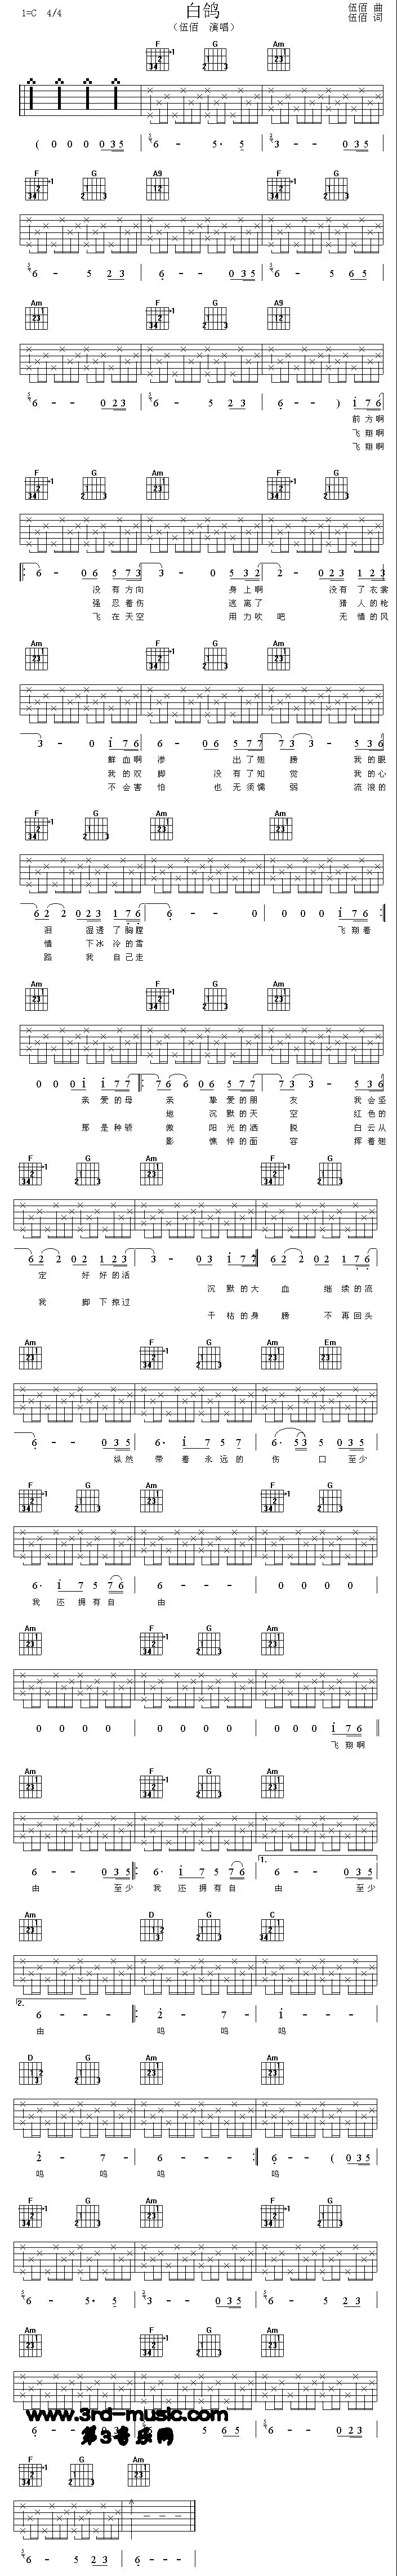 1=C 4/4
白鸽
伍佰 曲
伍佰 词
（伍佰 演唱）
F G Am
( 0 0 0 0 3 5 6 - 5· 5 3 - - 0 3 5
F G A9 F G
6 - 5 2 3 6 - - 0 3 5 6 - 5 6 5
Am F G A9
6 - - 0 2 3 6 - 5 2 3 6 - ) 1 7 6
前 方 啊
飞 翔 啊
飞 翔 啊
F G Am F G
6 - 0 6 5 7 3 3 - 0 5 3 2 2 - 0 2 3 1 2 3
没 有 方 向 身 上 啊 没 有 了 衣 裳
强 忍 着 伤 逃 离 了 猎 人 的 枪
飞 在 天 空 用 力 吹 吧 无 情 的 风
Am F G Am
3 - 0 1 7 6 6 - 0 6 5 7 7 7 3 3 - 5 3 6
鲜 血 啊 渗 出 了 翅 膀 我 的 眼
我 的 双 脚 没 有 了 知 觉 我 的 心
不 会 害 怕 也 无 须 懦 弱 流 浪 的
F G Am Am
6 2 2 0 2 3 1 7 6 6 - - 0 0 0 0 1 7 6
泪 湿 透 了 胸 膛 飞 翔 着
情 下 冰 冷 的 雪
路 我 自 己 走
Am F G Am
0 0 0 1 1 7 7 7 6 6 0 6 5 7 7 7 3 3 - 5 3 6
亲 爱 的 母 亲 挚 爱 的 朋 友 我 会 坚
地 沉 默 的 天 空 红 色 的
那 是 种 骄 傲 阳 光 的 洒 脱 白 云 从
影 憔 悴 的 面 容 挥 着 翅
F G Am F G
6 2 2 0 2 1 2 3 3 - 0 3 1 7 7 6 2 2 0 2 1 7 6
定 好 好 的 活
沉 默 的 大 血 继 续 的 流
我 脚 下 掠 过
干 枯 的 身 膀 不 再 回 头
Am F G Am Em
6 - - 0 3 5 6· 1 7 5 7 6· 5 3 5 0 3 5
纵 然 带 着 永 远 的 伤 口 至 少
F G Am F G
6· 1 7 5 7 6 6 - - - 0 0 0 0
我 还 拥 有 自 由
Am F G Am
0 0 0 0 0 0 0 0 0 0 0 1 7 6
飞 翔 啊
Am F G Am
6 - - 0 3 5 6· 1 7 5 7 6 1. 6 - - 0 3 5
由 至 少 我 还 拥 有 自 由 至 少
Am D G C
2. 6 - - - 2 - 7 - 1 - - -
由 呜 呜 呜
D G Am Am
2 - 7 - 6 - - - 6 - - ( 0 3 5
呜 呜 呜 呜
F G Am F G
6 - 5· 5 3 - - 0 3 5 6 - 5 2 3
Am F G Am
www.3rd-music.com
6 - - 0 3 5 6 5 6 - - 0 2 3
第3音乐网
F G Am
6 - 5 2 3 6 - - -